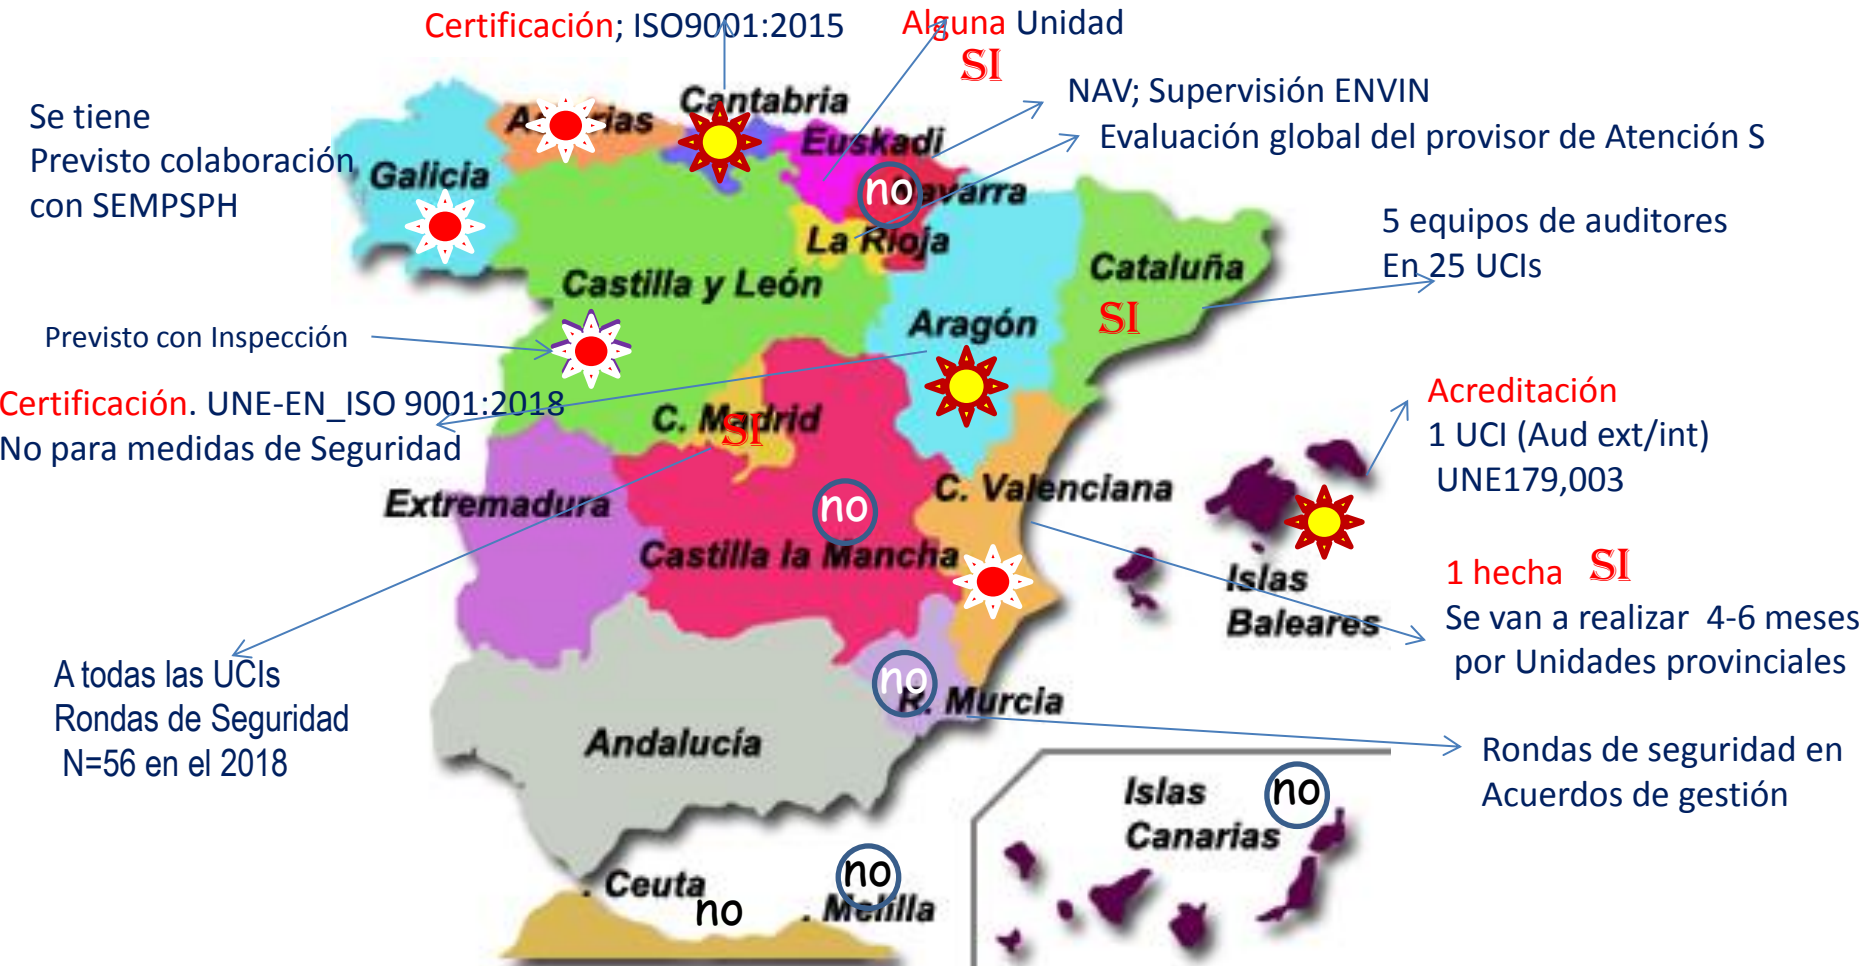 Certificación; ISO9001:2015
Alguna Unidad
SI
NAV; Supervisión ENVIN
Evaluación global del provisor de Atención S
Se tiene
Previsto colaboración
con SEMPSPH
Asturias
Cantabria
Euskadi
Galicia
no
Navarra
La Rioja
5 equipos de auditores
En 25 UCIs
Cataluña
SI
Castilla y León
Aragón
Previsto con Inspección
Certificación. UNE-EN_ISO 9001:2018
No para medidas de Seguridad
C. Madrid
SI
Acreditación
1 UCI (Aud ext/int)
UNE179,003
Extremadura
no
C. Valenciana
Castilla la Mancha
Islas
Baleares
1 hecha SI
Se van a realizar 4-6 meses
por Unidades provinciales
A todas las UCIs
Rondas de Seguridad
N=56 en el 2018
no
R. Murcia
Andalucía
Rondas de seguridad en
Acuerdos de gestión
Islas
Canarias
no
. Ceuta
no
no
. Melilla